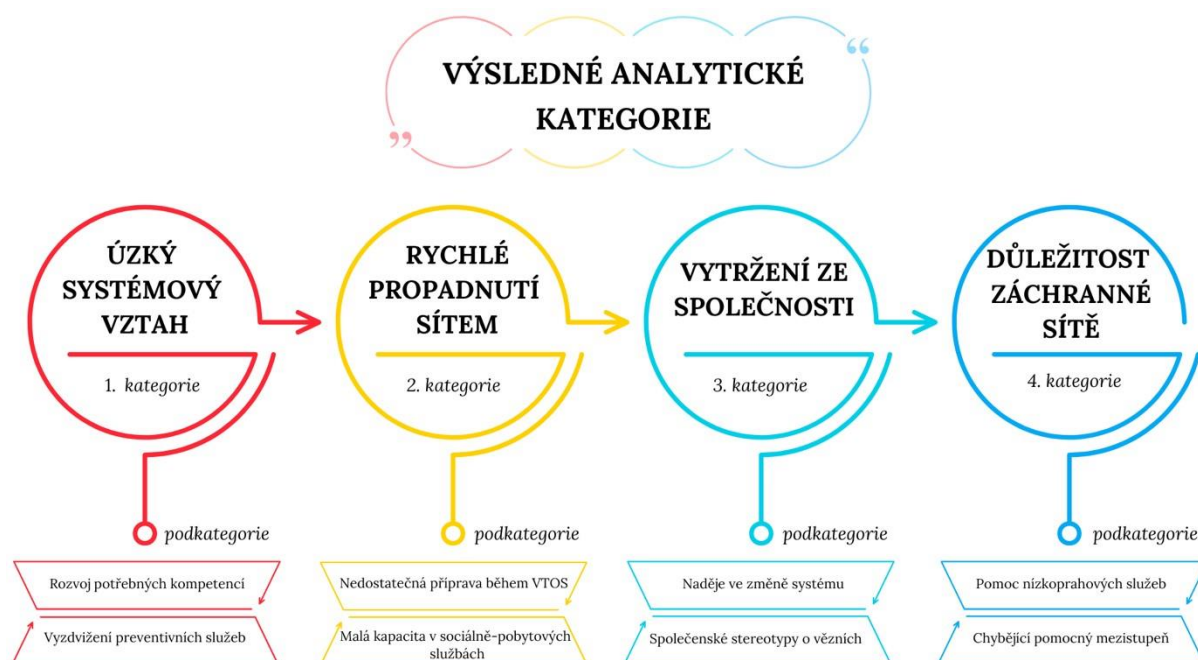 VÝSLEDNÉ ANALYTICKÉ
KATEGORIE
ÚZKÝ
SYSTÉMOVÝ
VZTAH
1. kategorie
podkategorie
Rozvoj potřebných kompetencí
Vyzdvižení preventivních služeb
RYCHLÉ
PROPADNUTÍ
SÍTEM
2. kategorie
podkategorie
Nedostatečná příprava během VTOS
Malá kapacita v sociálně-pobytových
službách
VYTRŽENÍ ZE
SPOLEČNOSTI
3. kategorie
podkategorie
Naděje ve změně systému
Společenské stereotypy o vězních
DŮLEŽITOST
ZÁCHRANNÉ
SÍTĚ
4. kategorie
podkategorie
Pomoc nízkoprahových služeb
Chybějící pomocný mezistupeň